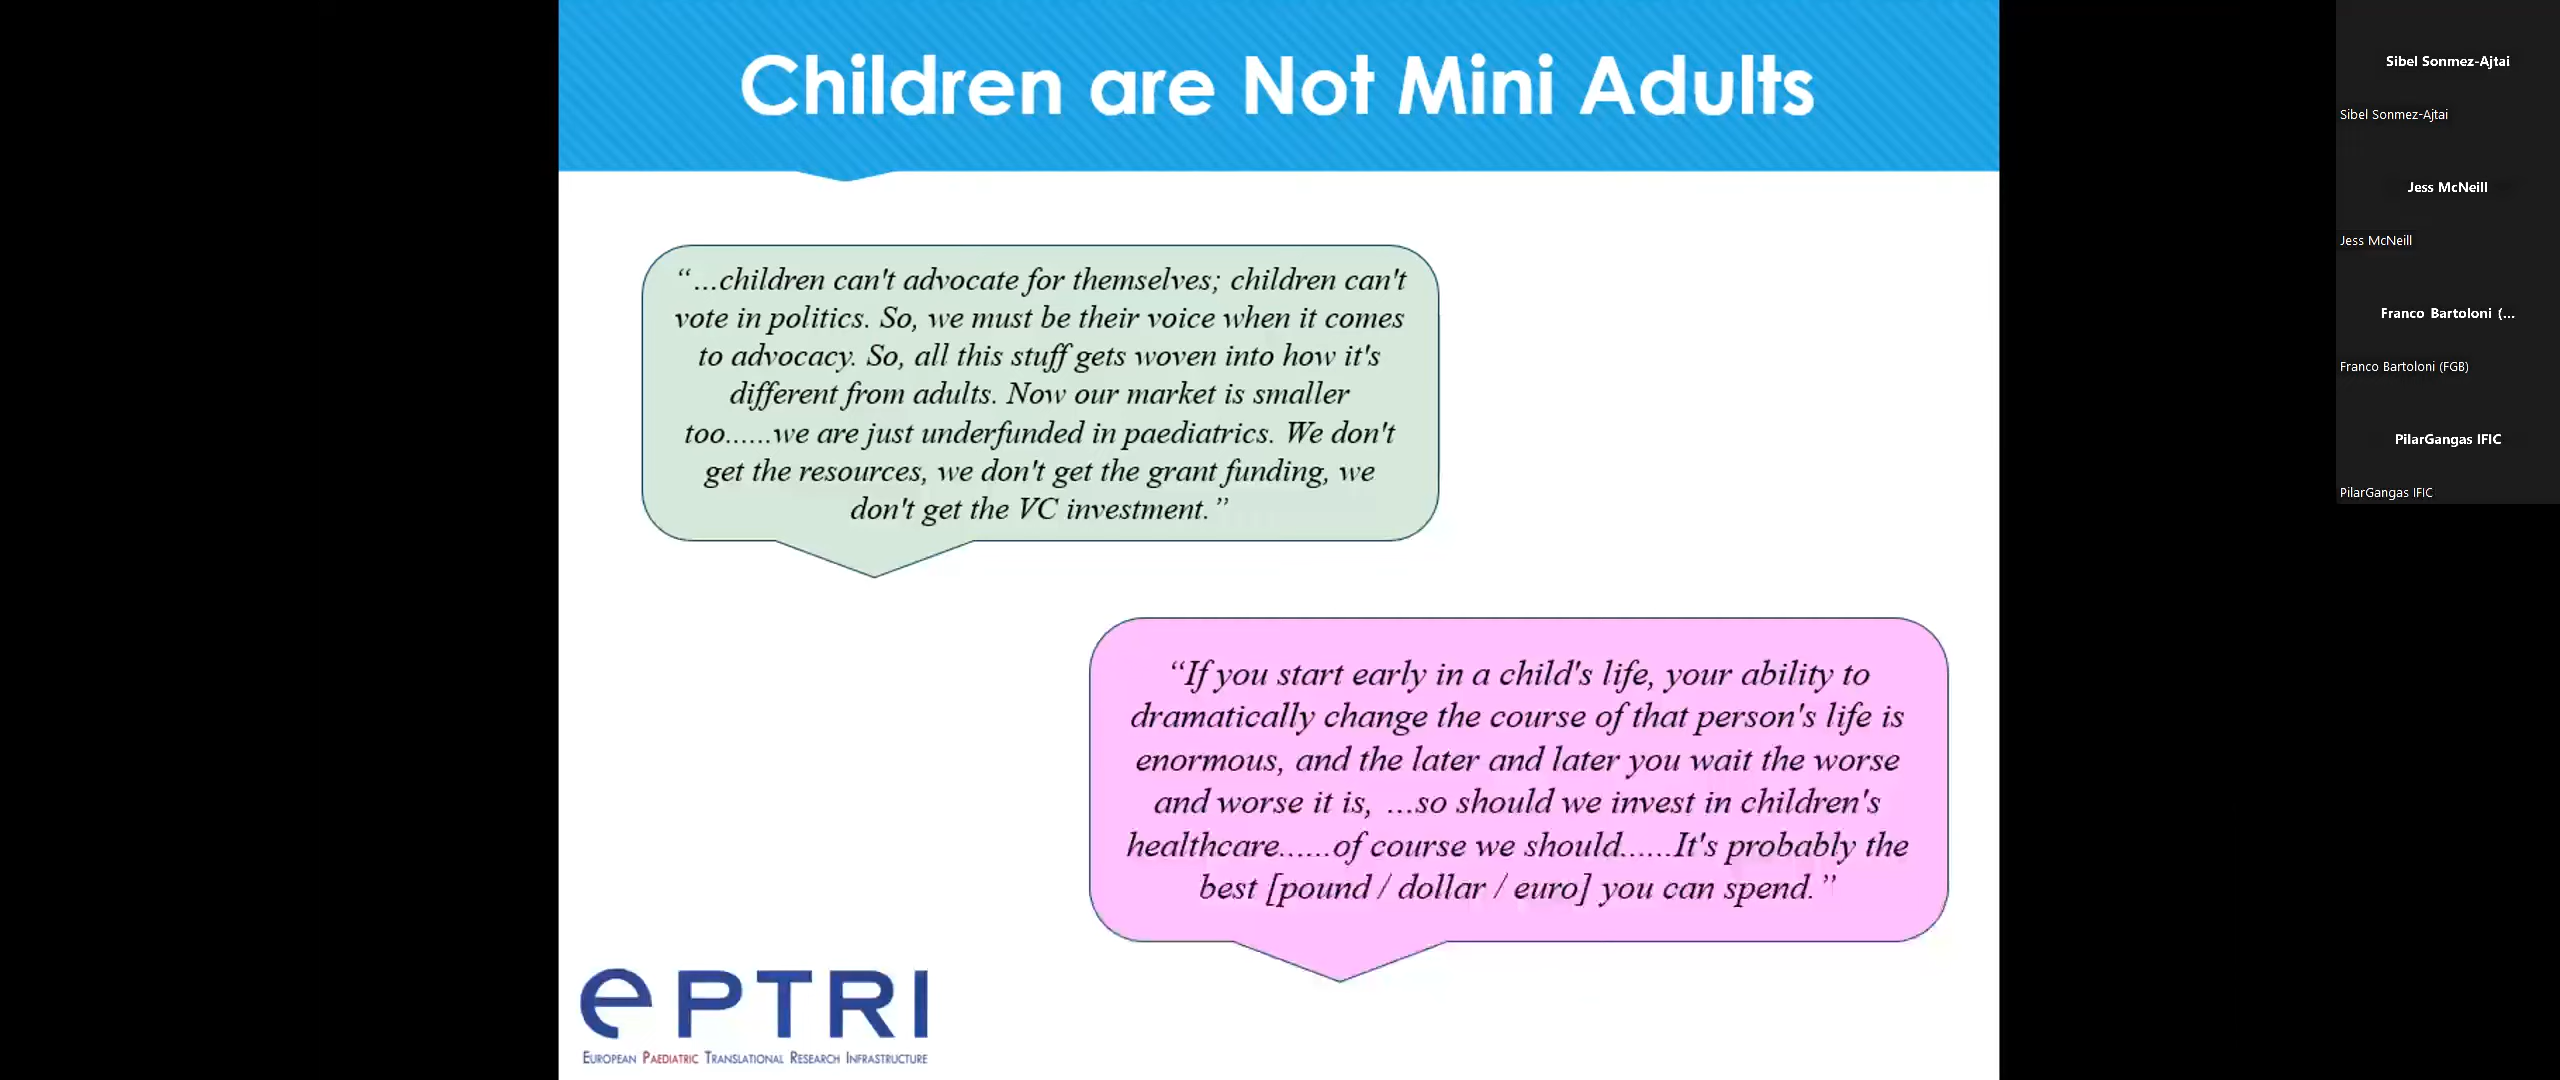 Children are Not Mini Adults
“...children can't advocate for themselves; children can't
vote in politics. So, we must be their voice when it comes
to advocacy. So, all this stuff gets woven into how it's
different from adults. Now our market is smaller
too......we are just underfunded in paediatrics. We don't
get the resources, we don't get the grant funding, we
don't get the VC investment.”
“If you start early in a child's life, your ability to
dramatically change the course of that person's life is
enormous, and the later and later you wait the worse
and worse it is, ...so should we invest in children's
healthcare......of course we should......It's probably the
best [pound / dollar / euro] you can spend.”
ePTRI
EUROPEAN PAEDIATRIC TRANSLATIONAL RESEARCH INFRASTRUCTURE
Sibel Sonmez-Ajtai
Sibel Sonmez-Ajtai
Jess McNeill
Jess McNeill
Franco Bartoloni (...
Franco Bartoloni (FGB)
PilarGangas IFIC
PilarGangas IFIC